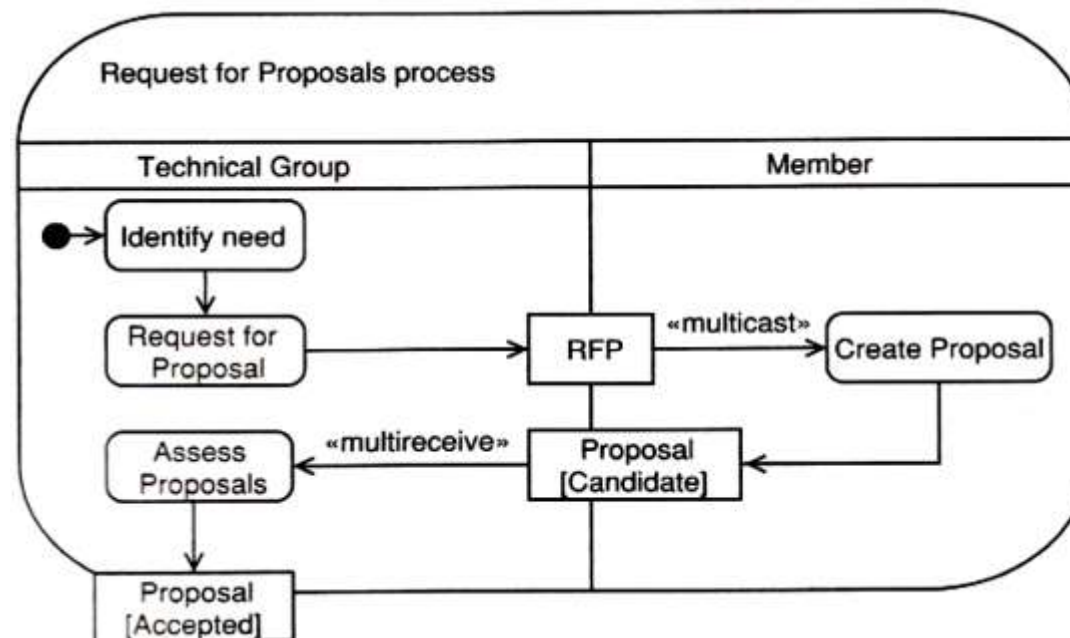 Request for Proposals process
Technical Group
Member
Identify need
Request for
Proposal
RFP
«multicast»
Create Proposal
Assess
Proposals
«multireceive»
Proposal
[Candidate]
Proposal
[Accepted]